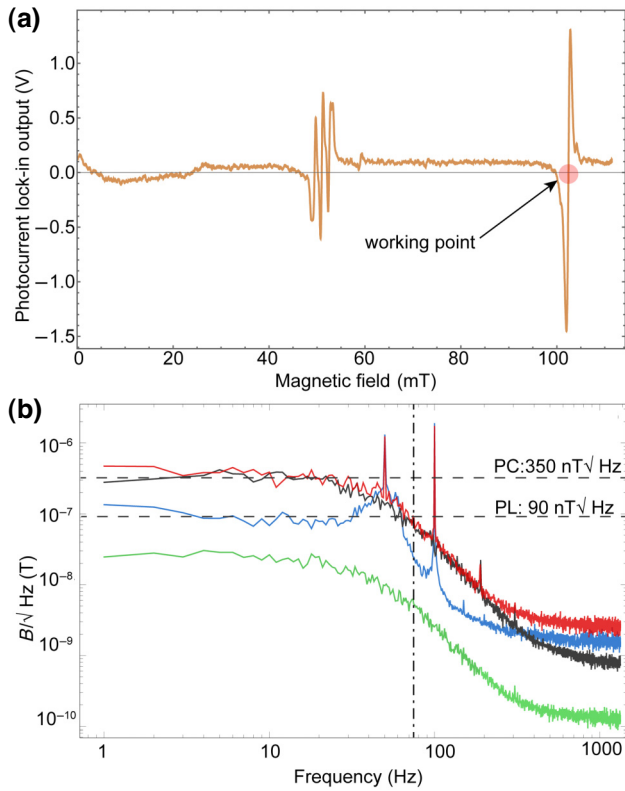 (a)
Photocurrent lock-in output (V)
1.0
0.5
0.0
−0.5
−1.0
−1.5
working point
0 20 40 60 80 100
Magnetic field (mT)
(b)
B/√ Hz (T)
10⁻⁶
10⁻⁷
10⁻⁸
10⁻⁹
10⁻¹⁰
PC:350 nT√ Hz
PL: 90 nT√ Hz
1 10 100 1000
Frequency (Hz)